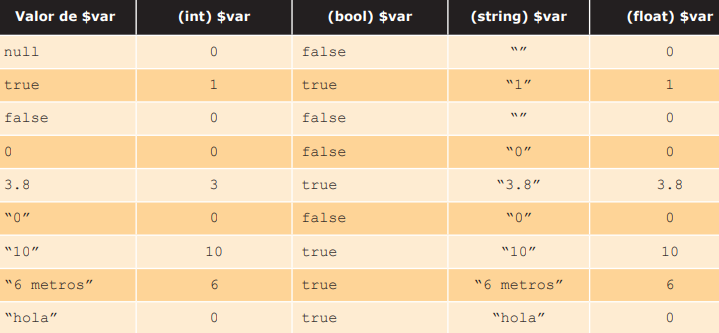 Valor de $var (int) $var (bool) $var (string) $var (float) $var
null 0 false “” 0
true 1 true “1” 1
false 0 false “” 0
0 0 false “0” 0
3.8 3 true “3.8” 3.8
“0” 0 false “0” 0
“10” 10 true “10” 10
“6 metros” 6 true “6 metros” 6
“hola” 0 true “hola” 0